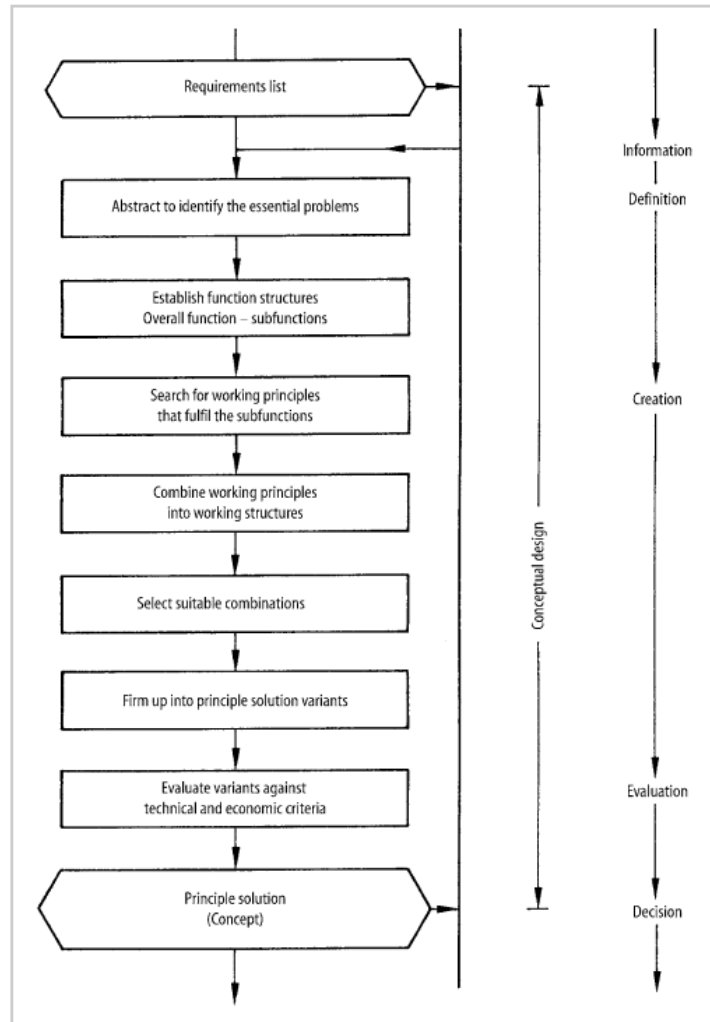 Requirements list
Information
Abstract to identify the essential problems
Definition
Establish function structures
Overall function – subfunctions
Search for working principles
that fulfil the subfunctions
Creation
Combine working principles
into working structures
Conceptual design
Select suitable combinations
Firm up into principle solution variants
Evaluate variants against
technical and economic criteria
Evaluation
Principle solution
(Concept)
Decision